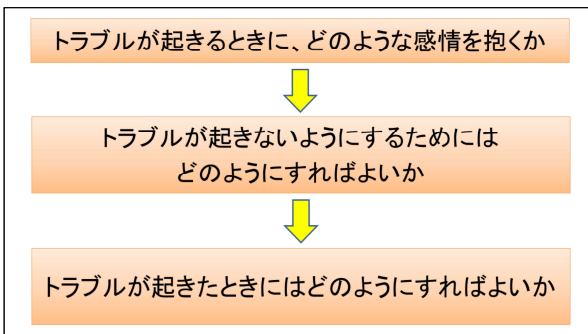 トラブルが起きるときに、どのような感情を抱くか
トラブルが起きないようにするためには
どのようにすればよいか
トラブルが起きたときにはどのようにすればよいか